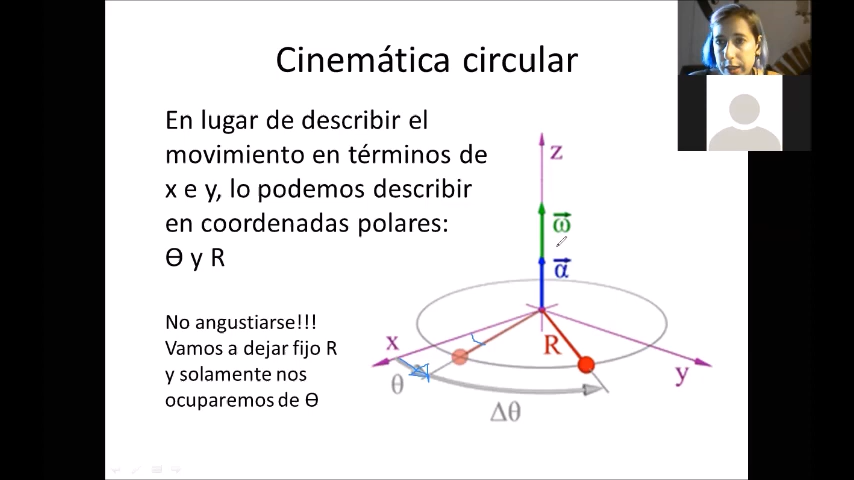 Cinemática circular
En lugar de describir el
movimiento en términos de
x e y, lo podemos describir
en coordenadas polares:
Ө y R
No angustiarse!!!
Vamos a dejar fijo R
y solamente nos
ocuparemos de Ө
z
ω⃗
α⃗
R
x
y
θ
Δθ